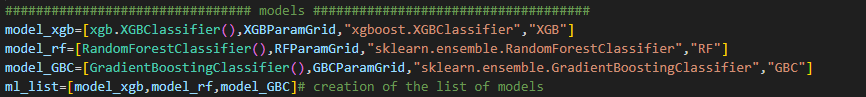 ################################ models ####################################
model_xgb=[xgb.XGBClassifier(),XGBParamGrid,"xgboost.XGBClassifier","XGB"]
model_rf=[RandomForestClassifier(),RFParamGrid,"sklearn.ensemble.RandomForestClassifier","RF"]
model_GBC=[GradientBoostingClassifier(),GBCParamGrid,"sklearn.ensemble.GradientBoostingClassifier","GBC"]
ml_list=[model_xgb,model_rf,model_GBC]# creation of the list of models